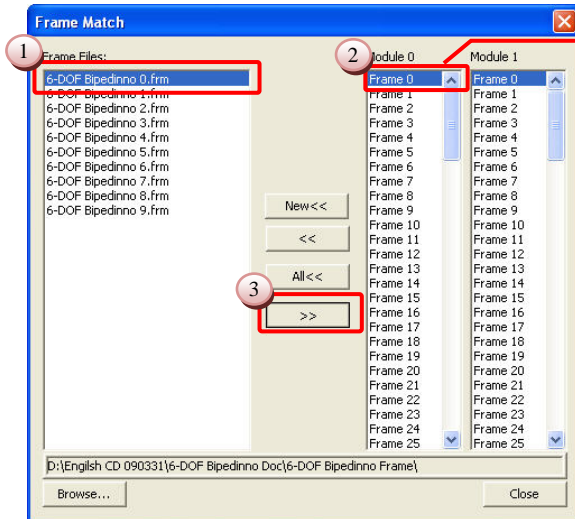 Frame Match
1
2
Frame Files:
Module 0
Module 1
6-DOF Bipedinno 0.frm
6-DOF Bipedinno 1.frm
6-DOF Bipedinno 2.frm
6-DOF Bipedinno 3.frm
6-DOF Bipedinno 4.frm
6-DOF Bipedinno 5.frm
6-DOF Bipedinno 6.frm
6-DOF Bipedinno 7.frm
6-DOF Bipedinno 8.frm
6-DOF Bipedinno 9.frm
New<<
<<
All<<
3
>>
Frame 0
Frame 1
Frame 2
Frame 3
Frame 4
Frame 5
Frame 6
Frame 7
Frame 8
Frame 9
Frame 10
Frame 11
Frame 12
Frame 13
Frame 14
Frame 15
Frame 16
Frame 17
Frame 18
Frame 19
Frame 20
Frame 21
Frame 22
Frame 23
Frame 24
Frame 25
Frame 0
Frame 1
Frame 2
Frame 3
Frame 4
Frame 5
Frame 6
Frame 7
Frame 8
Frame 9
Frame 10
Frame 11
Frame 12
Frame 13
Frame 14
Frame 15
Frame 16
Frame 17
Frame 18
Frame 19
Frame 20
Frame 21
Frame 22
Frame 23
Frame 24
Frame 25
D:\Engilsh CD 090331\6-DOF Bipedinno Doc\6-DOF Bipedinno Frame\
Browse...
Close